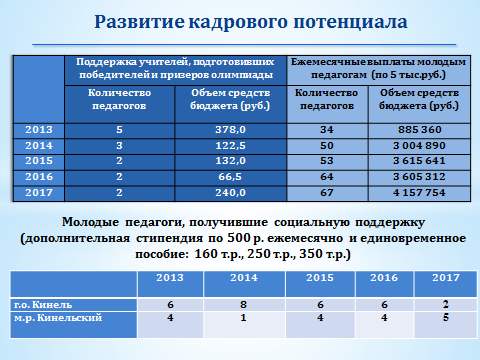 Развитие кадрового потенциала
Поддержка учителей, подготовивших победителей и призеров олимпиады Ежемесячные выплаты молодым педагогам (по 5 тыс.руб.)
Количество педагогов Объем средств бюджета (руб.) Количество педагогов Объем средств бюджета (руб.)
2013 5 378,0 34 885 360
2014 3 122,5 50 3 004 890
2015 2 132,0 53 3 615 641
2016 2 66,5 64 3 605 312
2017 2 240,0 67 4 157 754
Молодые педагоги, получившие социальную поддержку
(дополнительная стипендия по 500 р. ежемесячно и единовременное
пособие: 160 т.р., 250 т.р., 350 т.р.)
2013 2014 2015 2016 2017
г.о. Кинель 6 8 6 6 2
м.р. Кинельский 4 1 4 4 5